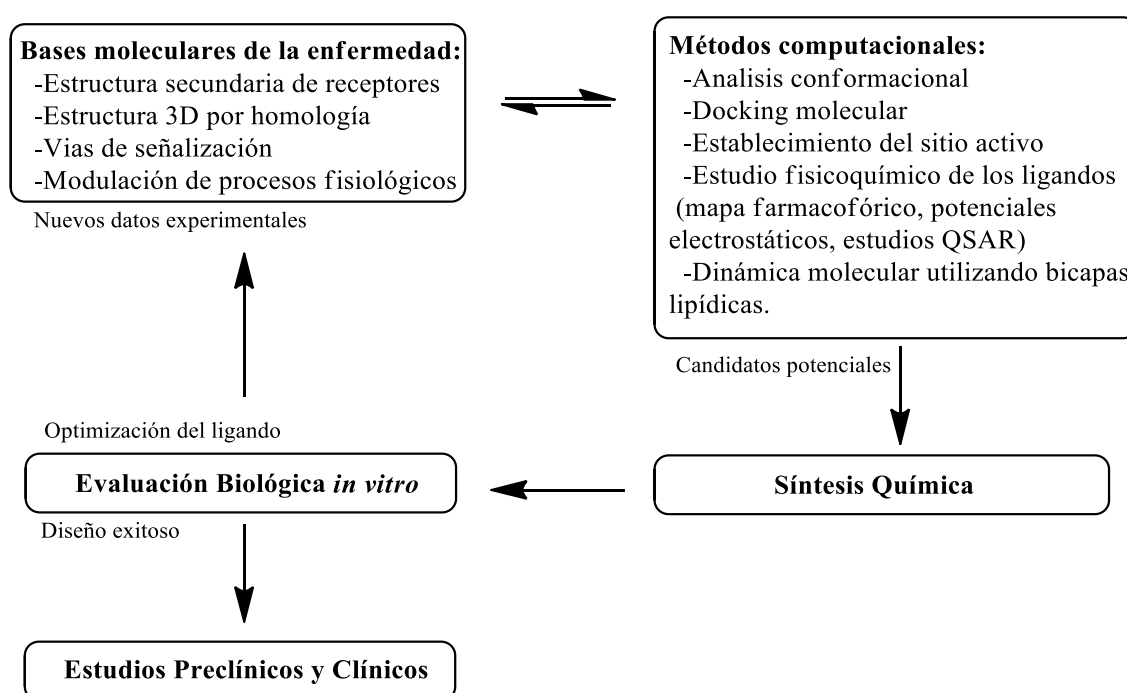 Bases moleculares de la enfermedad:
-Estructura secundaria de receptores
-Estructura 3D por homología
-Vias de señalización
-Modulación de procesos fisiológicos
Nuevos datos experimentales
Métodos computacionales:
-Analisis conformacional
-Docking molecular
-Establecimiento del sitio activo
-Estudio fisicoquímico de los ligandos
(mapa farmacofórico, potenciales
electrostáticos, estudios QSAR)
-Dinámica molecular utilizando bicapas
lipídicas.
Candidatos potenciales
Síntesis Química
Optimización del ligando
Evaluación Biológica in vitro
Diseño exitoso
Estudios Preclínicos y Clínicos